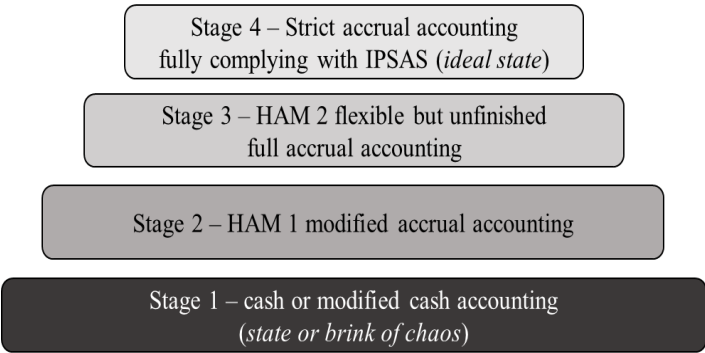 Stage 4 – Strict accrual accounting
fully complying with IPSAS (ideal state)
Stage 3 – HAM 2 flexible but unfinished
full accrual accounting
Stage 2 – HAM 1 modified accrual accounting
Stage 1 – cash or modified cash accounting
(state or brink of chaos)